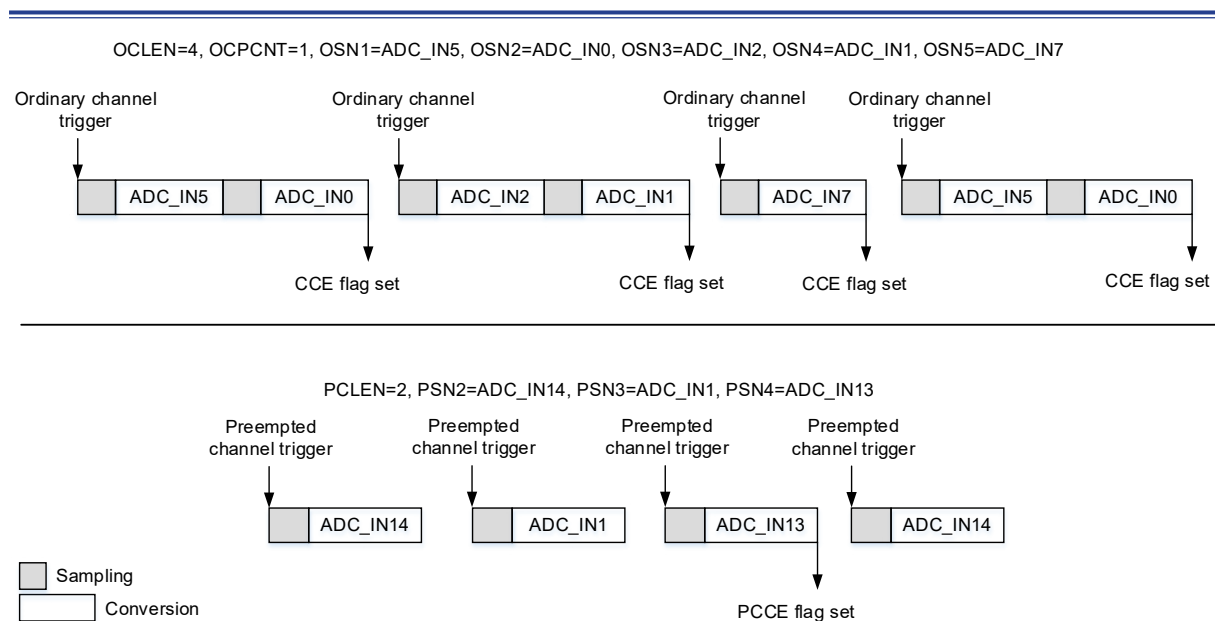 OCLEN=4, OCPCNT=1, OSN1=ADC_IN5, OSN2=ADC_IN0, OSN3=ADC_IN2, OSN4=ADC_IN1, OSN5=ADC_IN7
Ordinary channel
trigger
Ordinary channel
trigger
Ordinary channel
trigger
Ordinary channel
trigger
ADC_IN5
ADC_IN0
ADC_IN2
ADC_IN1
ADC_IN7
ADC_IN5
ADC_IN0
CCE flag set
CCE flag set
CCE flag set
CCE flag set
PCLEN=2, PSN2=ADC_IN14, PSN3=ADC_IN1, PSN4=ADC_IN13
Preempted
channel trigger
Preempted
channel trigger
Preempted
channel trigger
Preempted
channel trigger
ADC_IN14
ADC_IN1
ADC_IN13
ADC_IN14
Sampling
Conversion
PCCE flag set